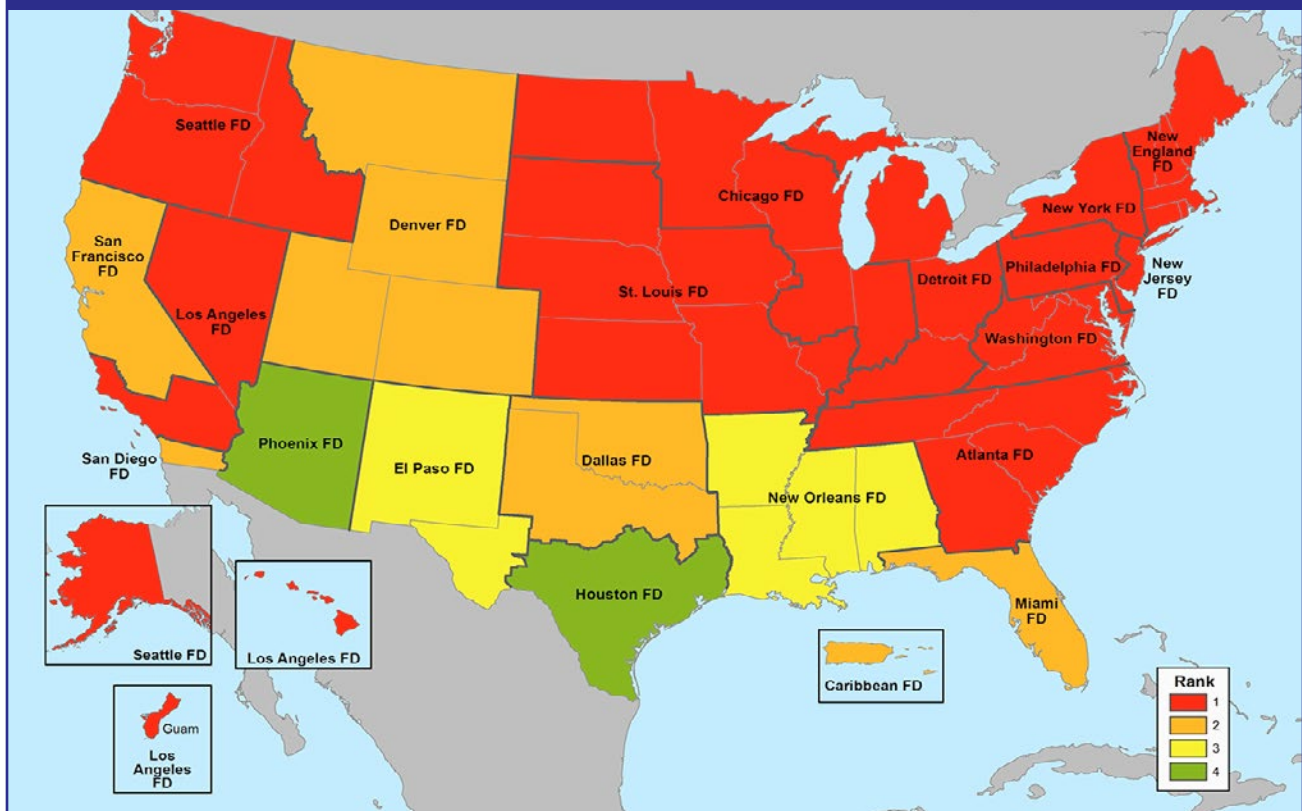 Seattle FD
New
England
FD
Chicago FD
New York FD
Denver FD
San
Francisco
FD
Detroit FD
Philadelphia FD
New
Jersey
FD
St. Louis FD
Los Angeles
FD
Washington FD
Phoenix FD
El Paso FD
Dallas FD
Atlanta FD
San Diego
FD
New Orleans FD
Houston FD
Miami
FD
Seattle FD
Los Angeles FD
Caribbean FD
Guam
Los
Angeles
FD
Rank
1
2
3
4